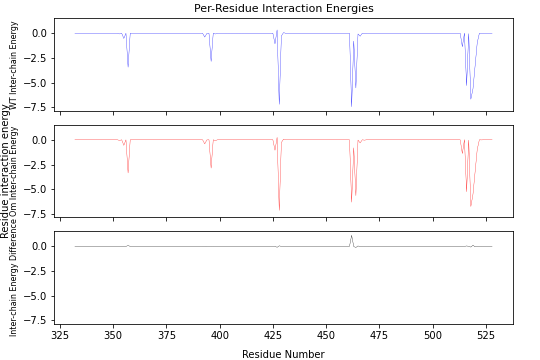 Per-Residue Interaction Energies
WT Inter-chain Energy
0.0
−2.5
−5.0
−7.5
Residue interaction energy
Om Inter-chain Energy
0.0
−2.5
−5.0
−7.5
Inter-chain Energy Difference
0.0
−2.5
−5.0
−7.5
325 350 375 400 425 450 475 500 525
Residue Number